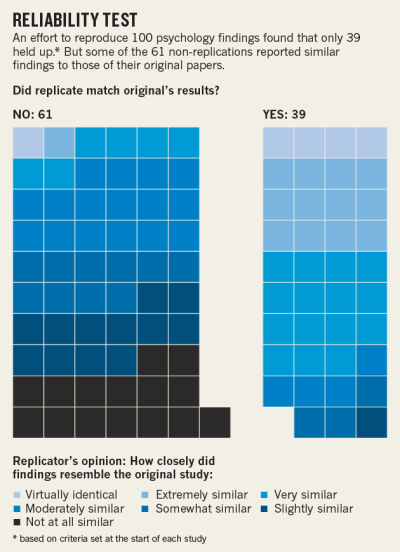 RELIABILITY TEST
An effort to reproduce 100 psychology findings found that only 39
held up.* But some of the 61 non-replications reported similar
findings to those of their original papers.
Did replicate match original's results?
NO: 61
YES: 39
Replicator's opinion: How closely did
findings resemble the original study:
Virtually identical
Extremely similar
Very similar
Moderately similar
Somewhat similar
Slightly similar
Not at all similar
* based on criteria set at the start of each study